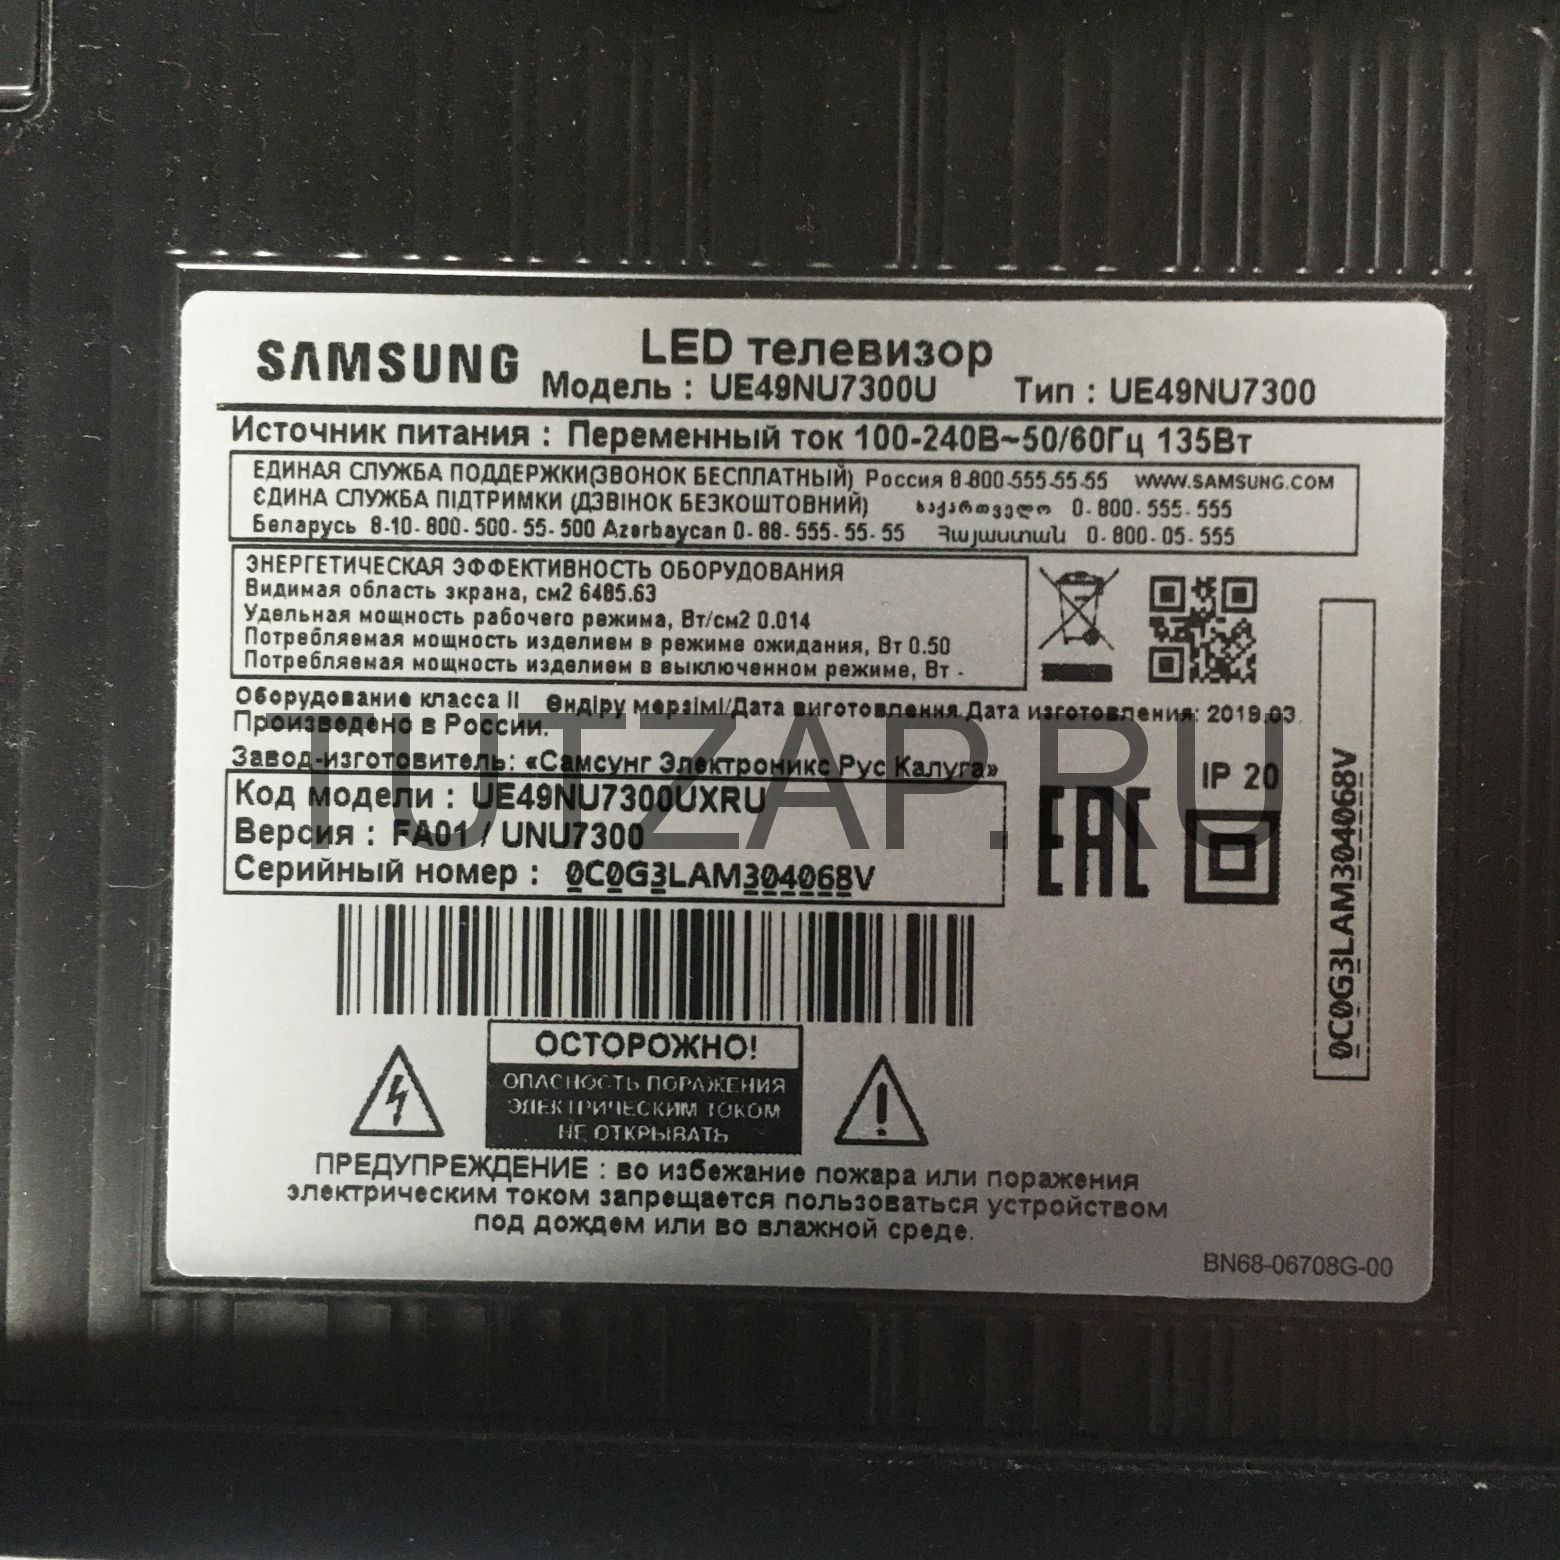 SAMSUNG
LED телевизор
Модель : UE49NU7300U Тип : UE49NU7300
Источник питания : Переменный ток 100-240В~50/60Гц 135Вт
ЕДИНАЯ СЛУЖБА ПОДДЕРЖКИ(ЗВОНОК БЕСПЛАТНЫЙ) Россия 8-800-555-55-55 WWW.SAMSUNG.COM
ЄДИНА СЛУЖБА ПІДТРИМКИ (ДЗВІНОК БЕЗКОШТОВНИЙ) საქართველო 0-800-555-555
Беларусь 8-10-800-500-55-500 Azerbaycan 0-88-555-55-55 Հայաստան 0-800-05-555
ЭНЕРГЕТИЧЕСКАЯ ЭФФЕКТИВНОСТЬ ОБОРУДОВАНИЯ
Видимая область экрана, см2 6485.63
Удельная мощность рабочего режима, Вт/см2 0.014
Потребляемая мощность изделием в режиме ожидания, Вт 0.50
Потребляемая мощность изделием в выключенном режиме, Вт -
Оборудование класса II Өндіру мерзімі/Дата виготовлення,Дата изготовления: 2019.03.
Произведено в России.
Завод-изготовитель: «Самсунг Электроникс Рус Калуга»
Код модели : UE49NU7300UXRU
Версия : FA01 / UNU7300
Серийный номер : 0C0G3LAM304068V
IP 20
EAC
0C0G3LAM304068V
TUTZAP.RU
ОСТОРОЖНО!
ОПАСНОСТЬ ПОРАЖЕНИЯ
ЭЛЕКТРИЧЕСКИМ ТОКОМ
НЕ ОТКРЫВАТЬ
ПРЕДУПРЕЖДЕНИЕ : во избежание пожара или поражения
электрическим током запрещается пользоваться устройством
под дождем или во влажной среде.
BN68-06708G-00